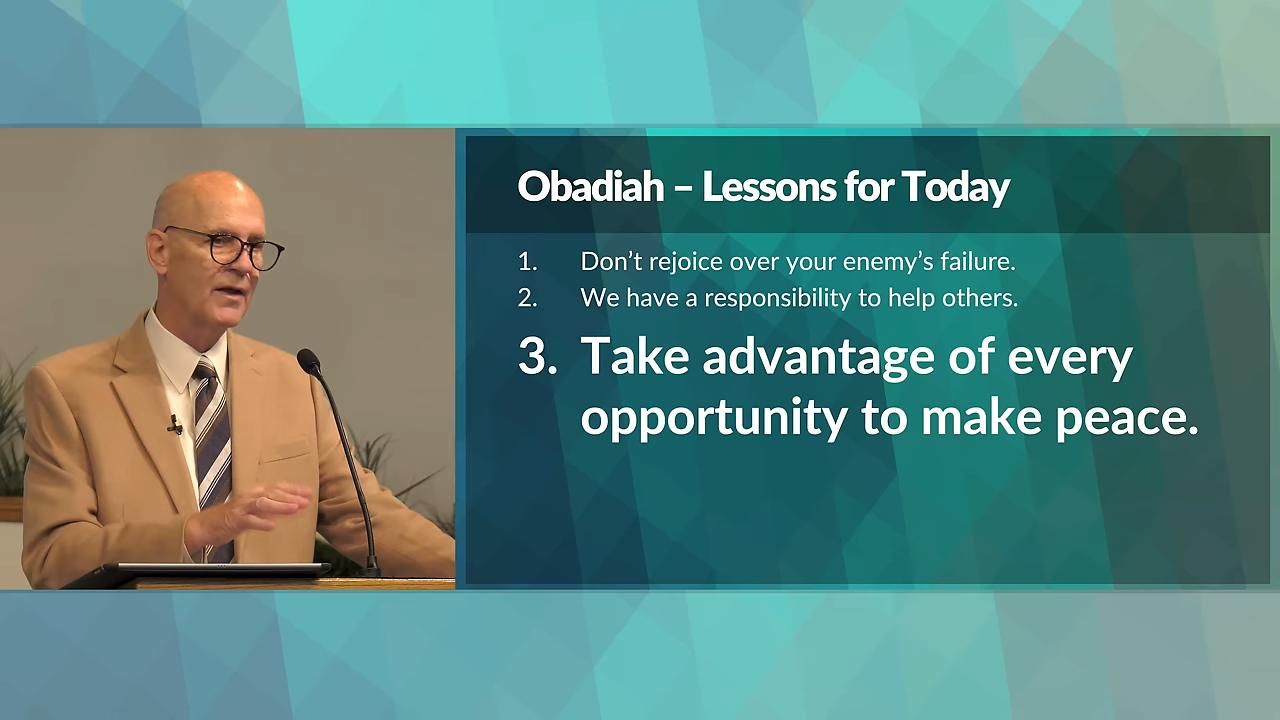 Obadiah – Lessons for Today
1. Don’t rejoice over your enemy’s failure.
2. We have a responsibility to help others.
3. Take advantage of every
opportunity to make peace.